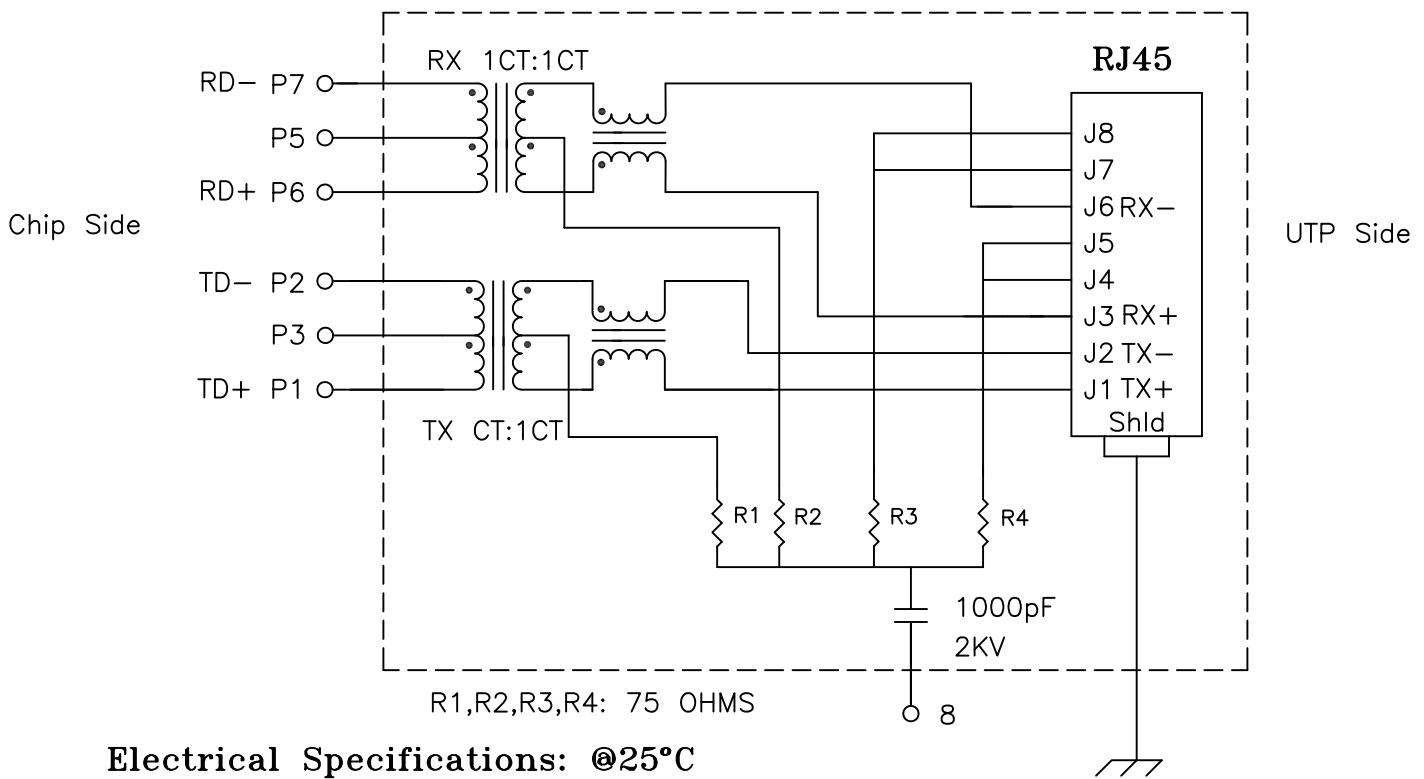 RX 1CT:1CT
RJ45
RD- P7
P5
RD+ P6
Chip Side
TD- P2
P3
TD+ P1
TX CT:1CT
J8
J7
J6 RX-
J5
J4
J3 RX+
J2 TX-
J1 TX+
Shld
UTP Side
R1
R2
R3
R4
1000pF
2KV
8
R1,R2,R3,R4: 75 OHMS
Electrical Specifications: @25°C